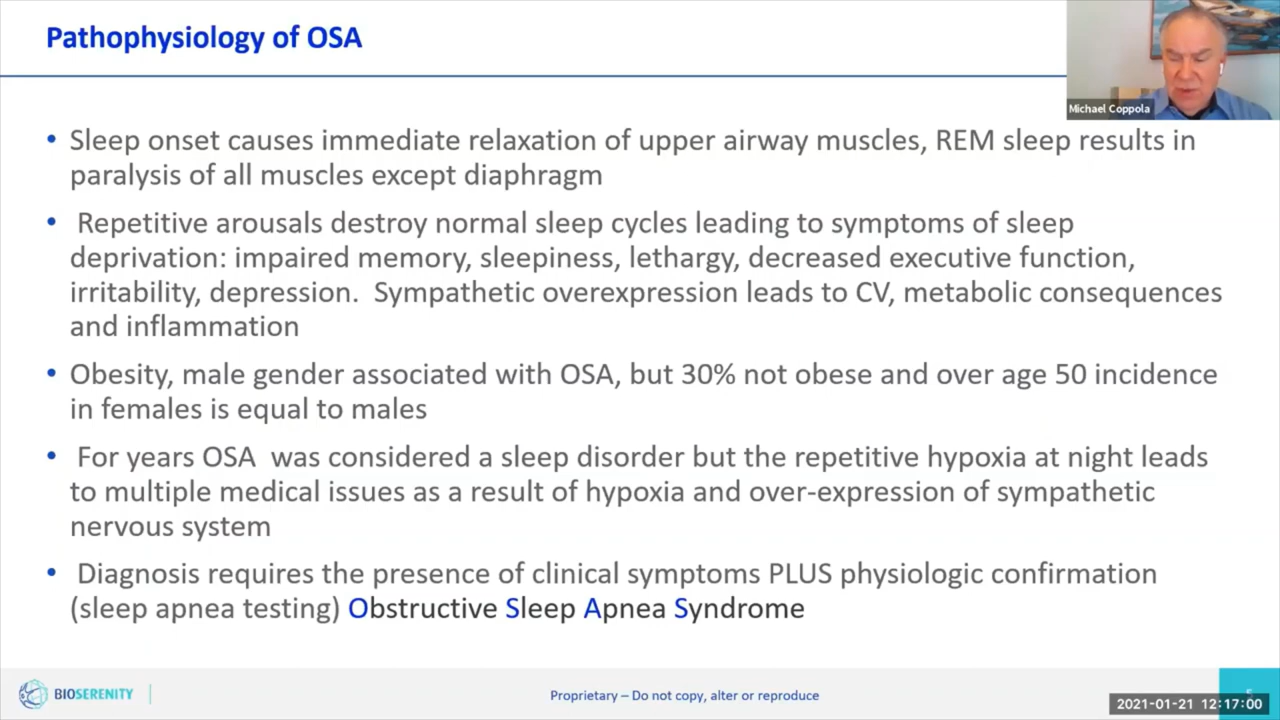 Pathophysiology of OSA
Michael Coppola
• Sleep onset causes immediate relaxation of upper airway muscles, REM sleep results in
paralysis of all muscles except diaphragm
• Repetitive arousals destroy normal sleep cycles leading to symptoms of sleep
deprivation: impaired memory, sleepiness, lethargy, decreased executive function,
irritability, depression.  Sympathetic overexpression leads to CV, metabolic consequences
and inflammation
• Obesity, male gender associated with OSA, but 30% not obese and over age 50 incidence
in females is equal to males
• For years OSA  was considered a sleep disorder but the repetitive hypoxia at night leads
to multiple medical issues as a result of hypoxia and over-expression of sympathetic
nervous system
• Diagnosis requires the presence of clinical symptoms PLUS physiologic confirmation
(sleep apnea testing) Obstructive Sleep Apnea Syndrome
BIOSERENITY
Proprietary – Do not copy, alter or reproduce
2021-01-21 12:17:00